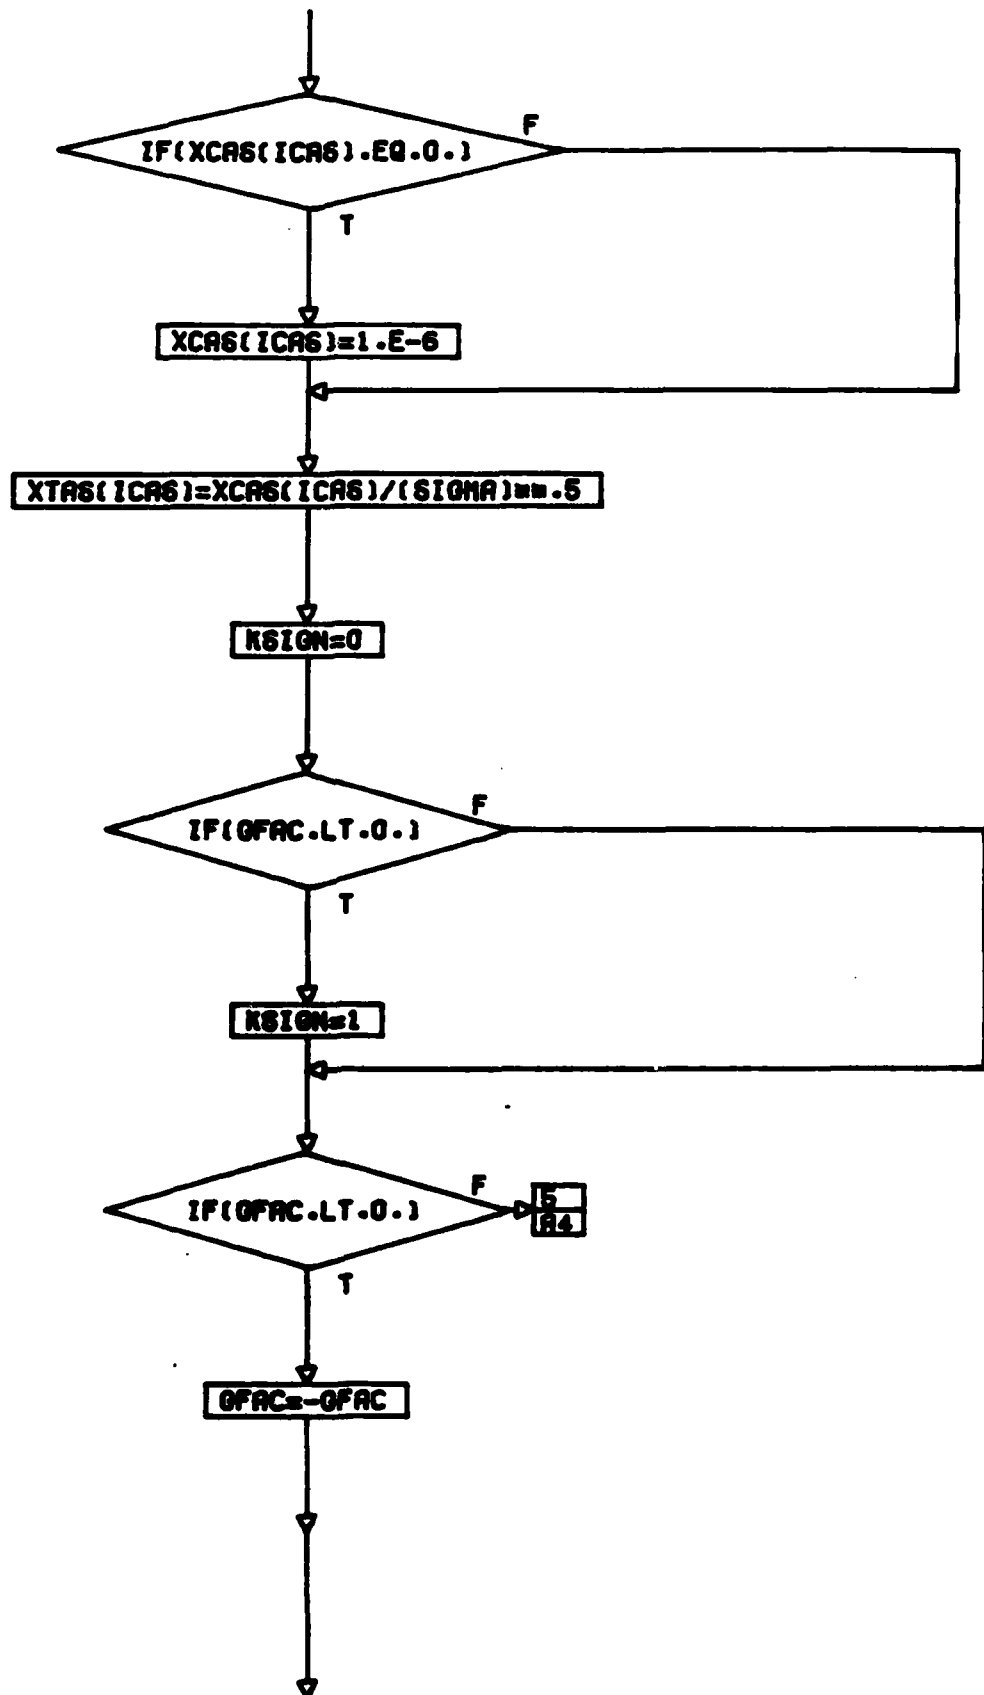 F
IF(XCAS(ICAS).EQ.0.)
T
XCAS(ICAS)=1.E-6
XTAS(ICAS)=XCAS(ICAS)/(SIGMA)**.5
KSIGN=0
F
IF(GFAC.LT.0.)
T
KSIGN=1
F
IF(GFAC.LT.0.)
5
A4
T
GFAC=-GFAC